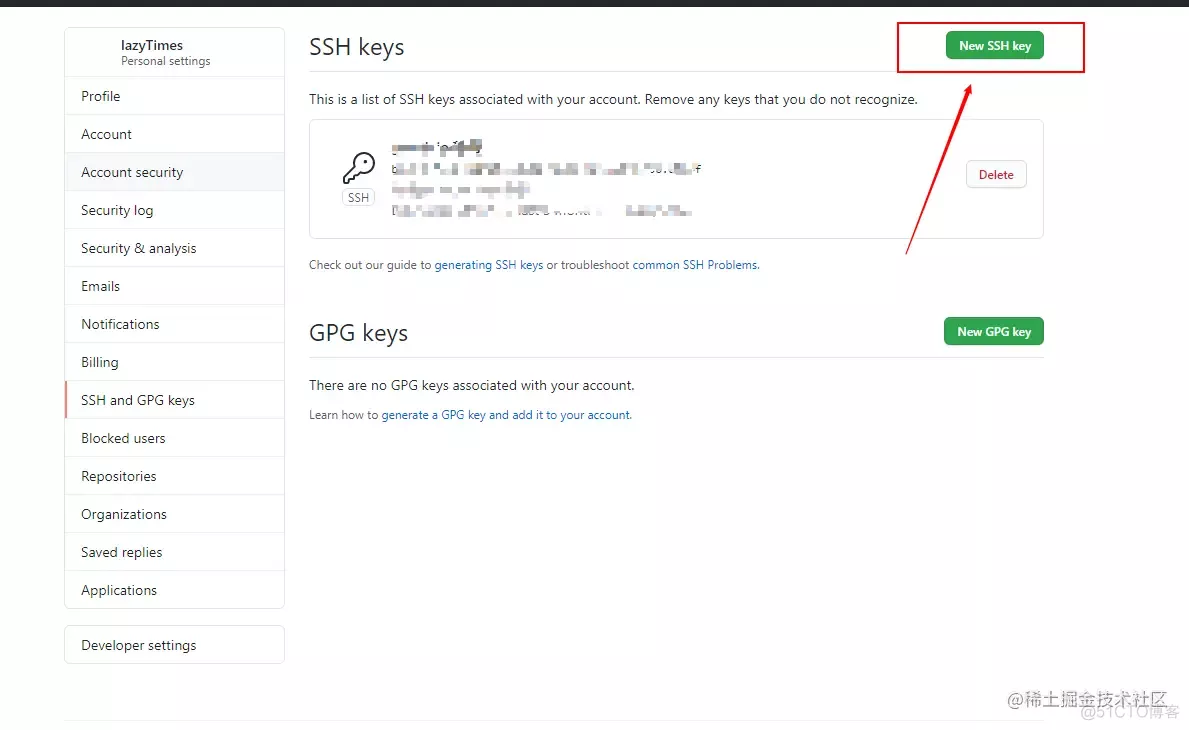 lazyTimes
Personal settings
Profile
Account
Account security
Security log
Security & analysis
Emails
Notifications
Billing
SSH and GPG keys
Blocked users
Repositories
Organizations
Saved replies
Applications
Developer settings
SSH keys
New SSH key
This is a list of SSH keys associated with your account. Remove any keys that you do not recognize.
SSH
Delete
Check out our guide to generating SSH keys or troubleshoot common SSH Problems.
GPG keys
New GPG key
There are no GPG keys associated with your account.
Learn how to generate a GPG key and add it to your account.
@稀土掘金技术社区
@51CTO博客